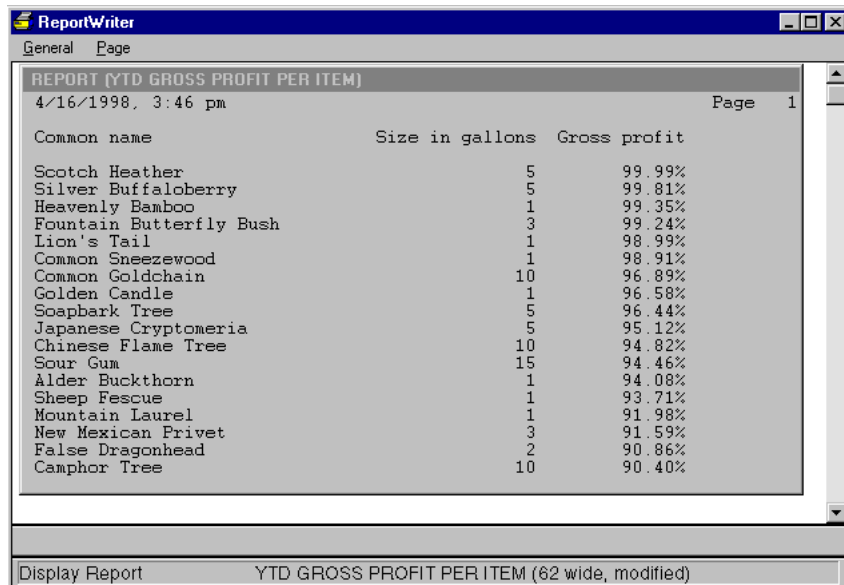 ReportWriter
General Page
REPORT (YTD GROSS PROFIT PER ITEM)
4/16/1998, 3:46 pm Page 1
Common name Size in gallons Gross profit
Scotch Heather 5 99.99%
Silver Buffaloberry 5 99.81%
Heavenly Bamboo 1 99.35%
Fountain Butterfly Bush 3 99.24%
Lion's Tail 1 98.99%
Common Sneezewood 1 98.91%
Common Goldchain 10 96.89%
Golden Candle 1 96.58%
Soapbark Tree 5 96.44%
Japanese Cryptomeria 5 95.12%
Chinese Flame Tree 10 94.82%
Sour Gum 15 94.46%
Alder Buckthorn 1 94.08%
Sheep Fescue 1 93.71%
Mountain Laurel 1 91.98%
New Mexican Privet 3 91.59%
False Dragonhead 2 90.86%
Camphor Tree 10 90.40%
Display Report YTD GROSS PROFIT PER ITEM (62 wide, modified)